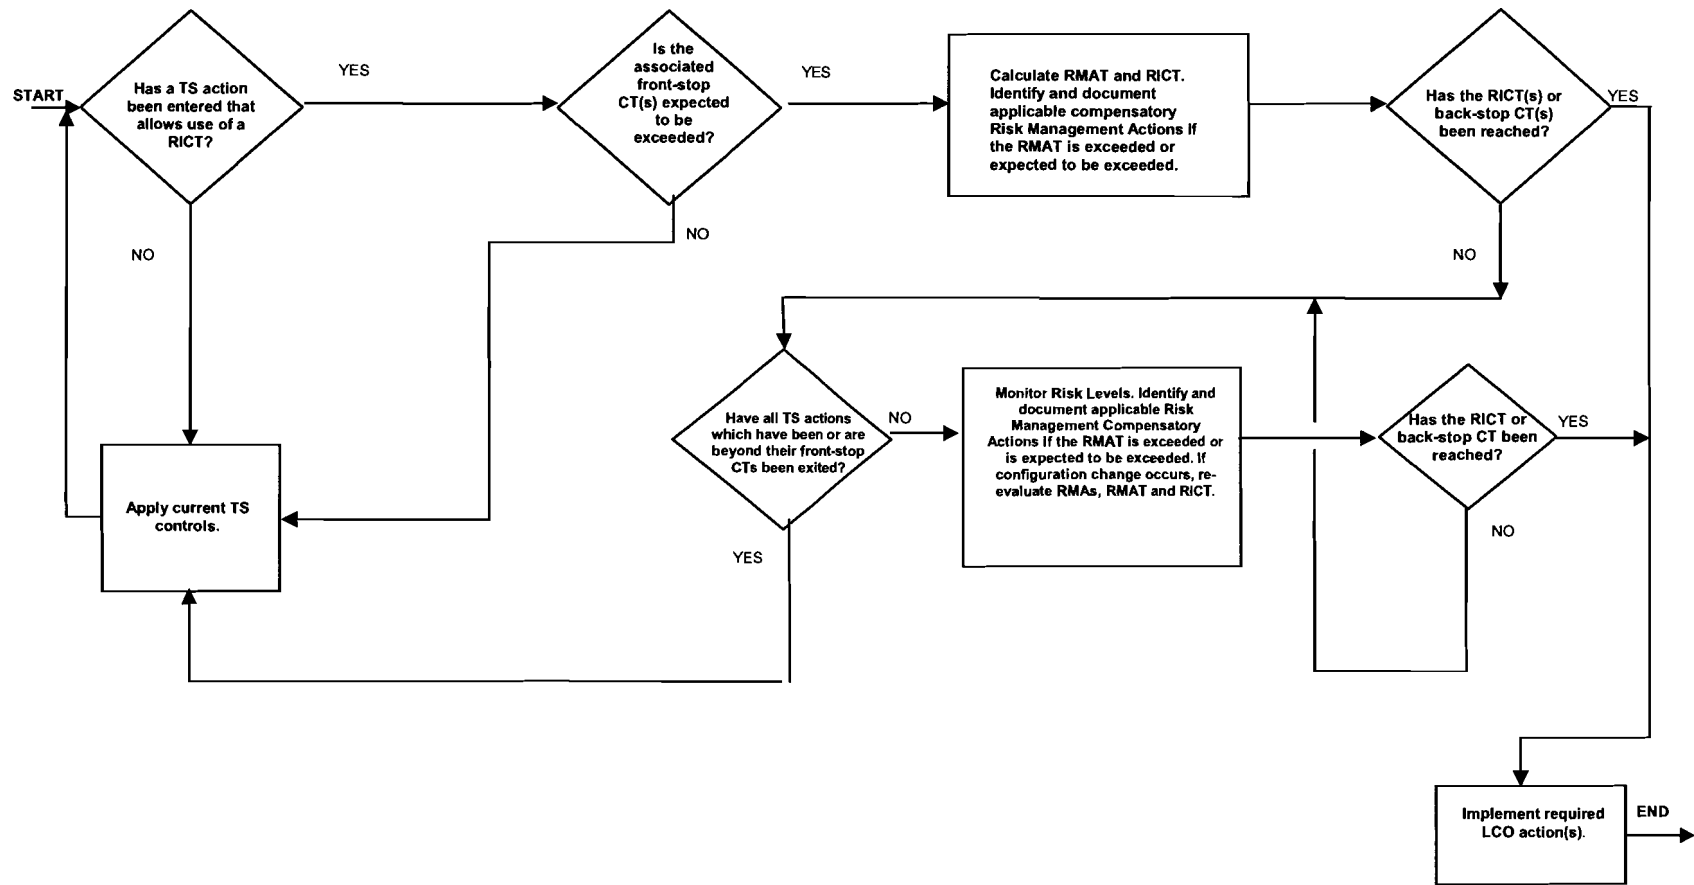 START
Has a TS action
been entered that
allows use of a
RICT?
YES
NO
Is the
associated
front-stop
CT(s) expected
to be
exceeded?
YES
NO
Calculate RMAT and RICT.
Identify and document
applicable compensatory
Risk Management Actions If
the RMAT is exceeded or
expected to be exceeded.
Has the RICT(s) or
back-stop CT(s)
been reached?
YES
NO
Have all TS actions
which have been or are
beyond their front-stop
CTs been exited?
NO
YES
Monitor Risk Levels. Identify and
document applicable Risk
Management Compensatory
Actions If the RMAT is exceeded or
is expected to be exceeded. If
configuration change occurs, re-
evaluate RMAs, RMAT and RICT.
Has the RICT or
back-stop CT been
reached?
YES
NO
Apply current TS
controls.
Implement required
LCO action(s).
END